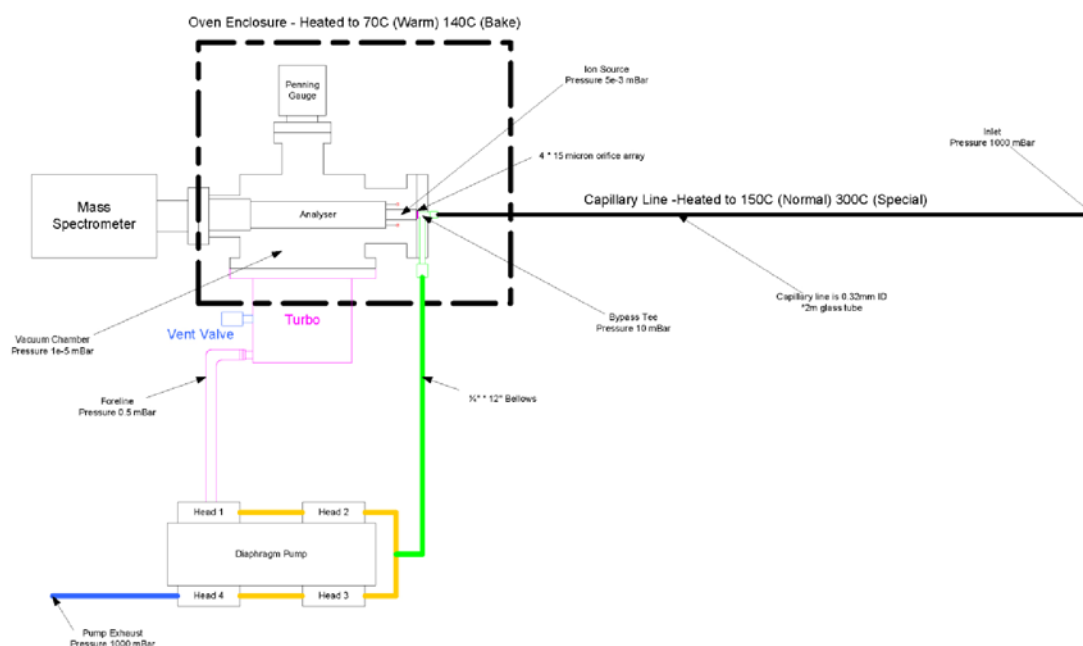 Oven Enclosure - Heated to 70C (Warm) 140C (Bake)
Penning
Gauge
Ion Source
Pressure 5e-3 mBar
Inlet
Pressure 1000 mBar
4 * 15 micron orifice array
Mass
Spectrometer
Analyser
Capillary Line -Heated to 150C (Normal) 300C (Special)
Capillary line is 0.32mm ID
*2m glass tube
Bypass Tee
Pressure 10 mBar
Turbo
Vent Valve
Vacuum Chamber
Pressure 1e-5 mBar
Foreline
Pressure 0.5 mBar
* 12" Bellows
Head 1
Head 2
Diaphragm Pump
Head 4
Head 3
Pump Exhaust
Pressure 1000 mBar